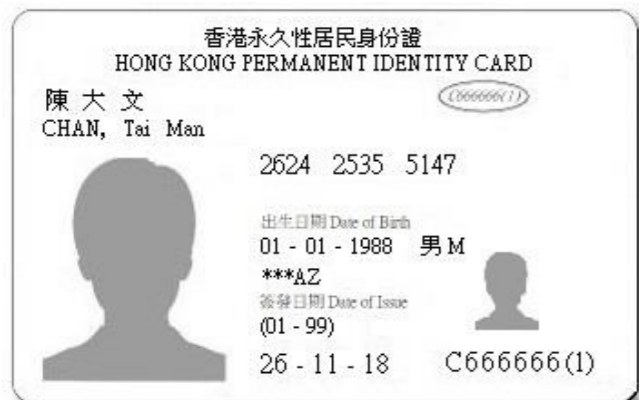 香港永久性居民身份證
HONG KONG PERMANENT IDENTITY CARD
陳大文
CHAN, Tai Man
C666666(1)
2624 2535 5147
出生日期 Date of Birth
01 - 01 - 1988 男 M
***AZ
簽發日期 Date of Issue
(01 - 99)
26 - 11 - 18
C666666(1)